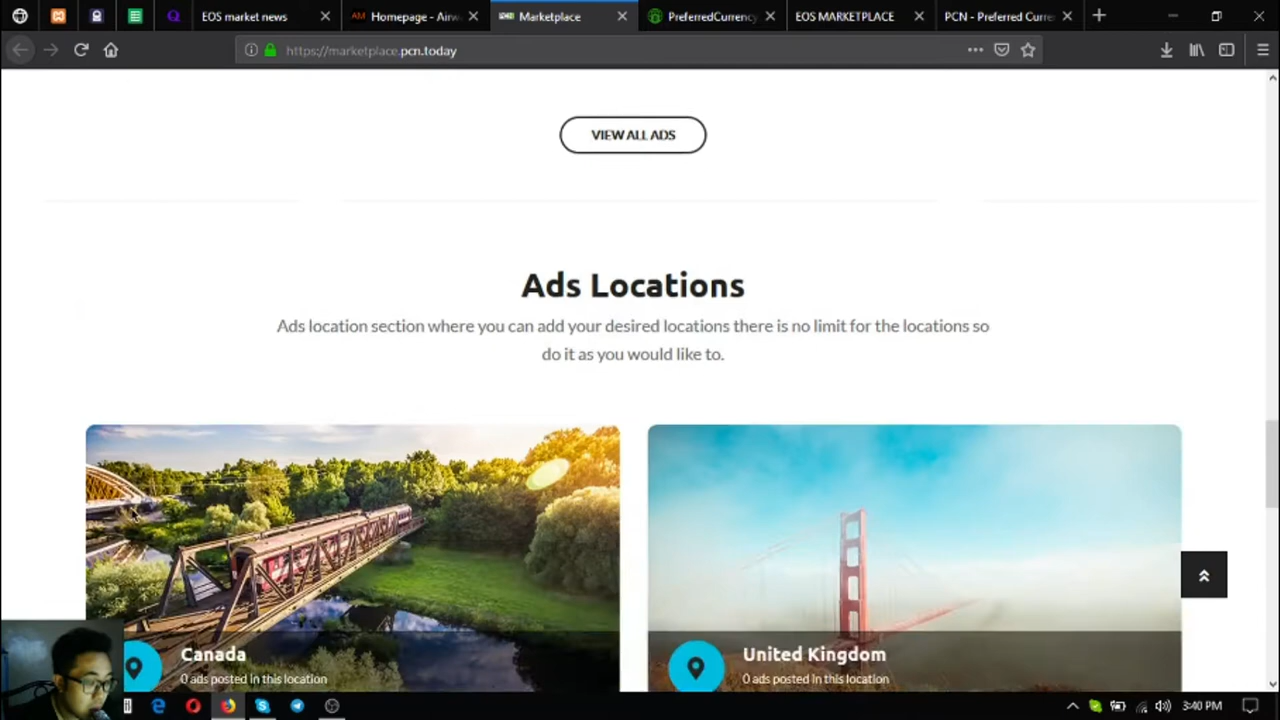 EOS market news
Homepage - Airw
Marketplace
PreferredCurrency
EOS MARKETPLACE
PCN - Preferred Curre
https://marketplace.pcn.today
VIEW ALL ADS
Ads Locations
Ads location section where you can add your desired locations there is no limit for the locations so
do it as you would like to.
Canada
0 ads posted in this location
United Kingdom
0 ads posted in this location
3:40 PM